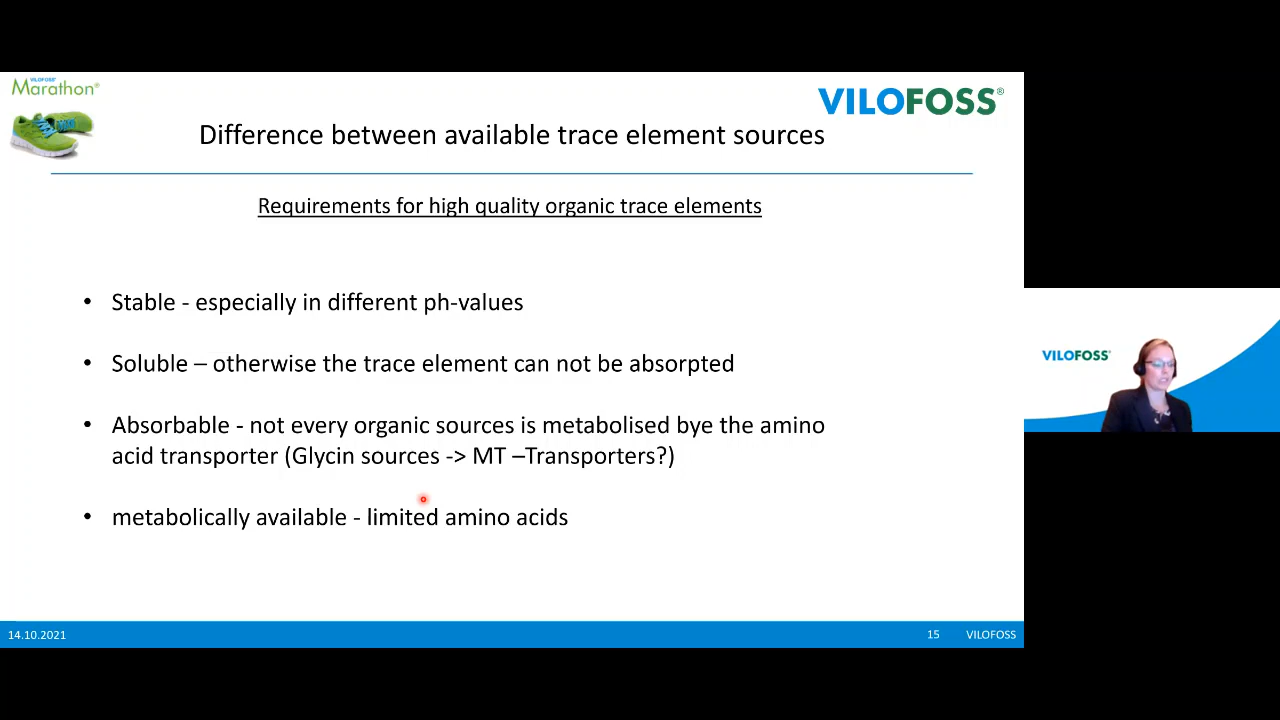 VILOFOSS
Marathon®
VILOFOSS®
Difference between available trace element sources
Requirements for high quality organic trace elements
• Stable - especially in different ph-values
• Soluble – otherwise the trace element can not be absorpted
• Absorbable - not every organic sources is metabolised bye the amino
acid transporter (Glycin sources -> MT –Transporters?)
• metabolically available - limited amino acids
VILOFOSS®
14.10.2021
15
VILOFOSS